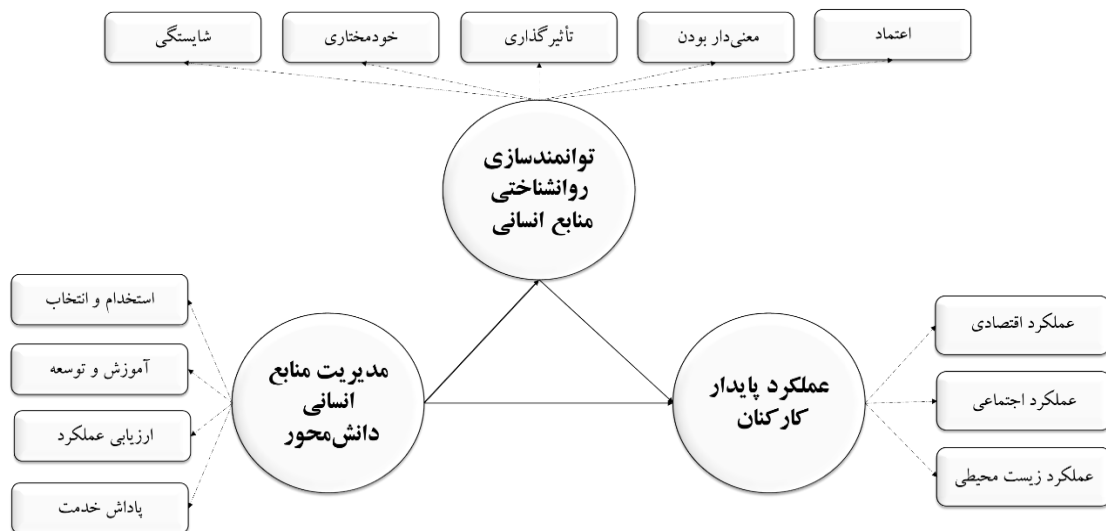 اعتماد
معنی‌دار بودن
تأثیرگذاری
خودمختاری
شایستگی
توانمندسازی
روانشناختی
منابع انسانی
مدیریت منابع
انسانی
دانش‌محور
استخدام و انتخاب
آموزش و توسعه
ارزیابی عملکرد
پاداش خدمت
عملکرد پایدار
کارکنان
عملکرد اقتصادی
عملکرد اجتماعی
عملکرد زیست محیطی